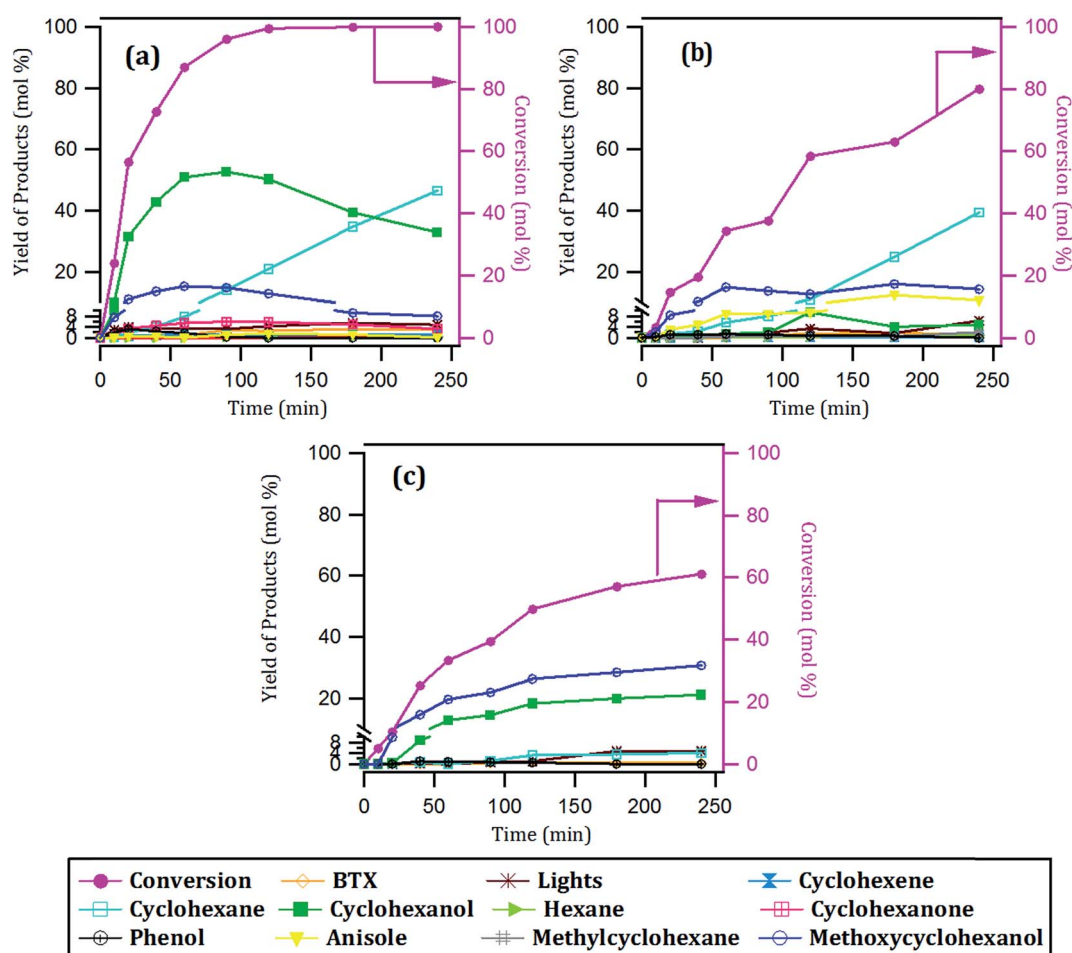 (a)
Yield of Products (mol %)
100
80
60
40
20
8
4
0
0 50 100 150 200 250
Time (min)
100
80
60
40
20
0
Conversion (mol %)
(b)
Yield of Products (mol %)
100
80
60
40
20
8
4
0
0 50 100 150 200 250
Time (min)
100
80
60
40
20
0
Conversion (mol %)
(c)
Yield of Products (mol %)
100
80
60
40
20
8
4
0
0 50 100 150 200 250
Time (min)
100
80
60
40
20
0
Conversion (mol %)
Conversion BTX Lights Cyclohexene
Cyclohexane Cyclohexanol Hexane Cyclohexanone
Phenol Anisole Methylcyclohexane Methoxycyclohexanol